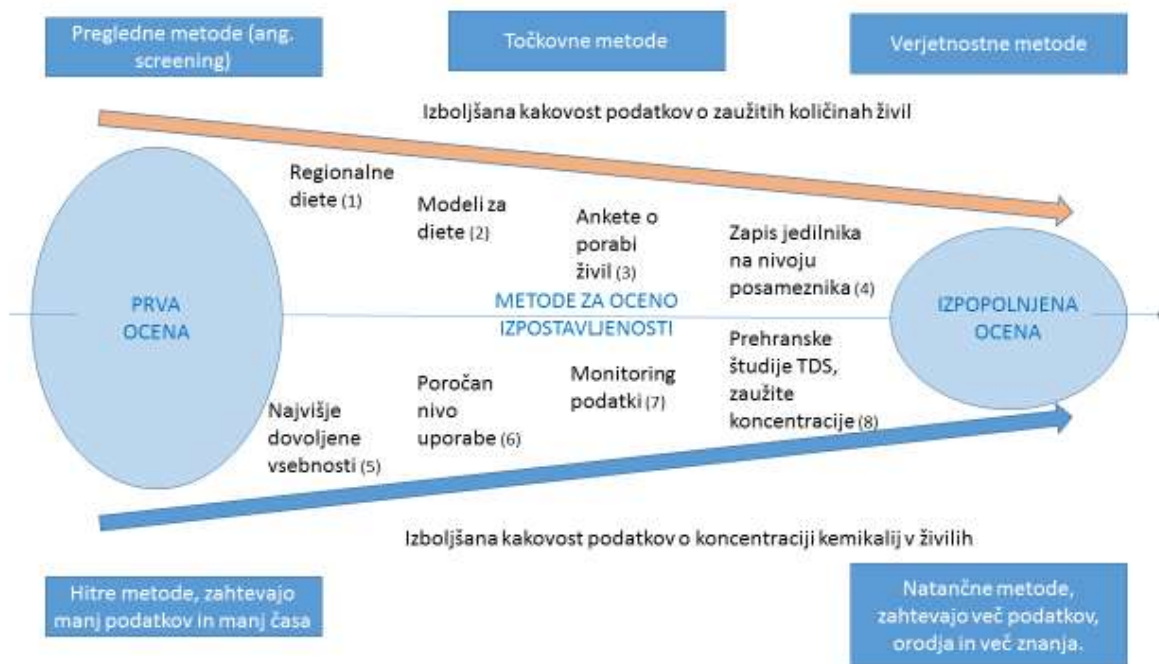 Pregledne metode (ang.
screening)
Točkovne metode
Verjetnostne metode
Izboljšana kakovost podatkov o zaužitih količinah živil
Regionalne
diete (1)
Modeli za
diete (2)
Ankete o
porabi
živil (3)
Zapis jedilnika
na nivoju
posameznika (4)
PRVA
OCENA
METODE ZA OCENO
IZPOSTAVLJENOSTI
IZPOPOLNJENA
OCENA
Najvišje
dovoljene
vsebnosti (5)
Poročan
nivo
uporabe (6)
Monitoring
podatki (7)
Prehranske
študije TDS,
zaužite
koncentracije (8)
Izboljšana kakovost podatkov o koncentraciji kemikalij v živilih
Hitre metode, zahtevajo
manj podatkov in manj časa
Natančne metode,
zahtevajo več podatkov,
orodja in več znanja.